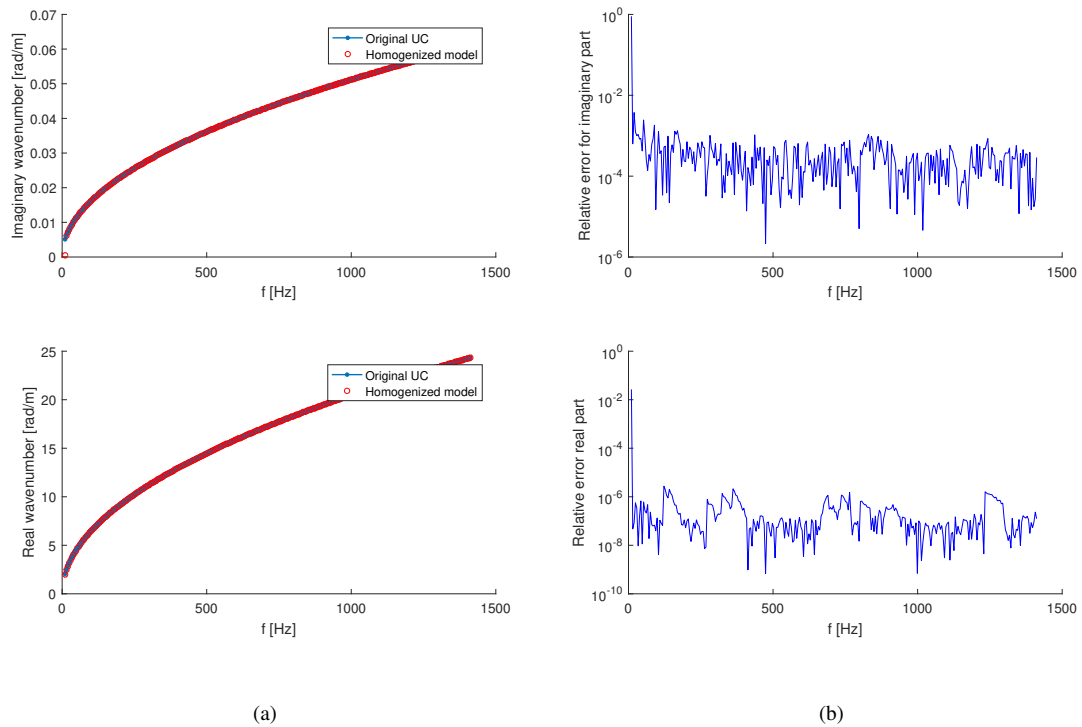 0.07
0.06
0.05
0.04
0.03
0.02
0.01
0
0 500 1000 1500
Imaginary wavenumber [rad/m]
f [Hz]
Original UC
Homogenized model
10^0
10^-2
10^-4
10^-6
0 500 1000 1500
Relative error for imaginary part
f [Hz]
25
20
15
10
5
0
0 500 1000 1500
Real wavenumber [rad/m]
f [Hz]
Original UC
Homogenized model
10^0
10^-2
10^-4
10^-6
10^-8
10^-10
0 500 1000 1500
Relative error real part
f [Hz]
(a) (b)